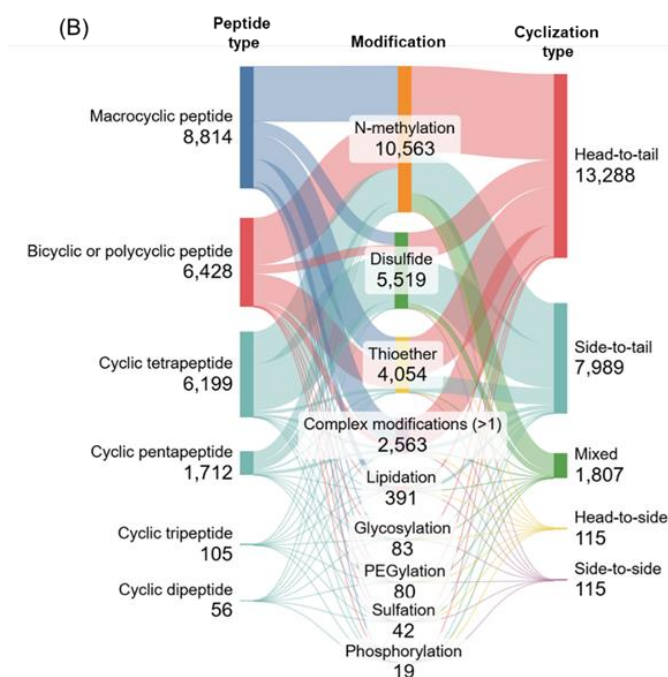 (B)
Peptide
type
Modification
Cyclization
type
Macrocyclic peptide
8,814
Bicyclic or polycyclic peptide
6,428
Cyclic tetrapeptide
6,199
Cyclic pentapeptide
1,712
Cyclic tripeptide
105
Cyclic dipeptide
56
N-methylation
10,563
Disulfide
5,519
Thioether
4,054
Complex modifications (>1)
2,563
Lipidation
391
Glycosylation
83
PEGylation
80
Sulfation
42
Phosphorylation
19
Head-to-tail
13,288
Side-to-tail
7,989
Mixed
1,807
Head-to-side
115
Side-to-side
115